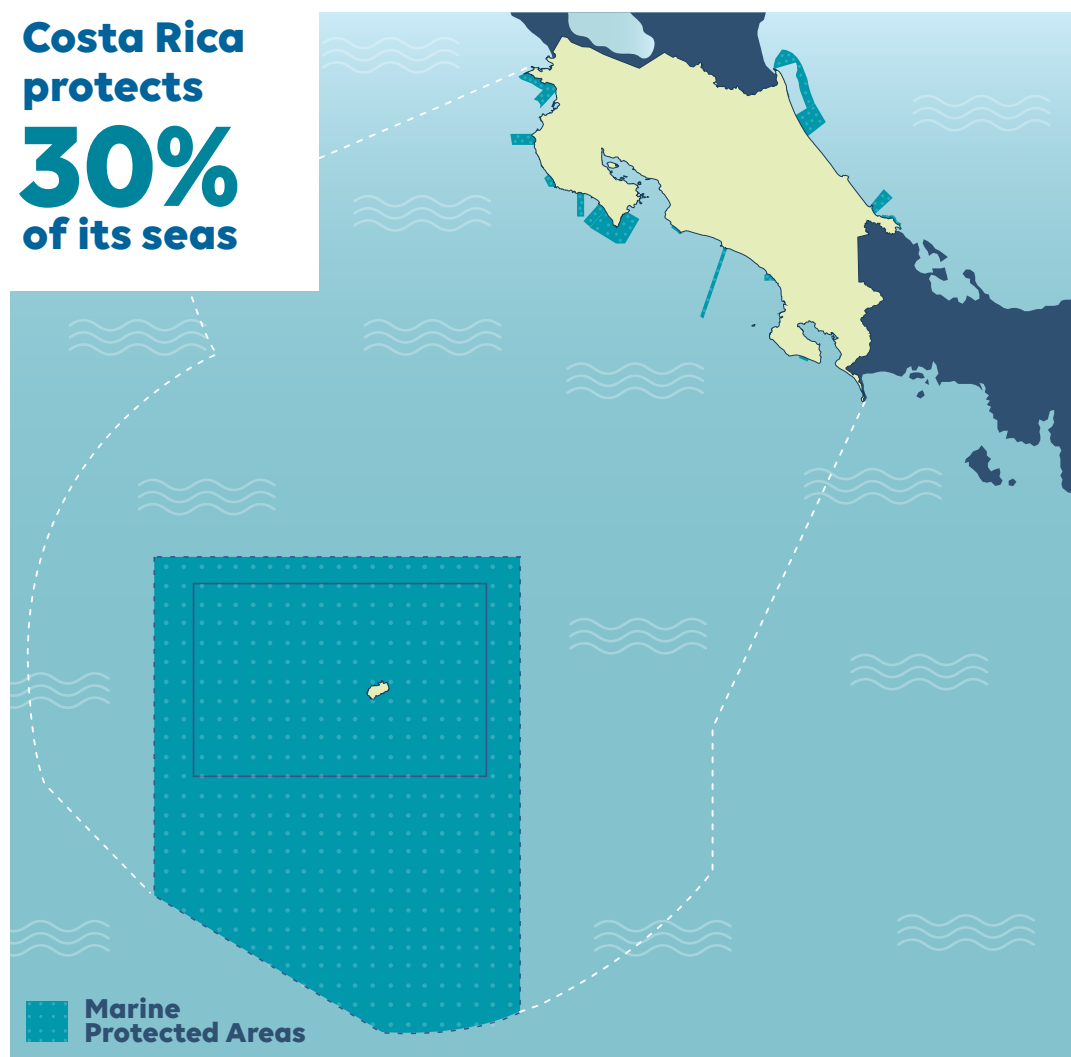 Costa Rica
protects
30%
of its seas
Marine
Protected Areas